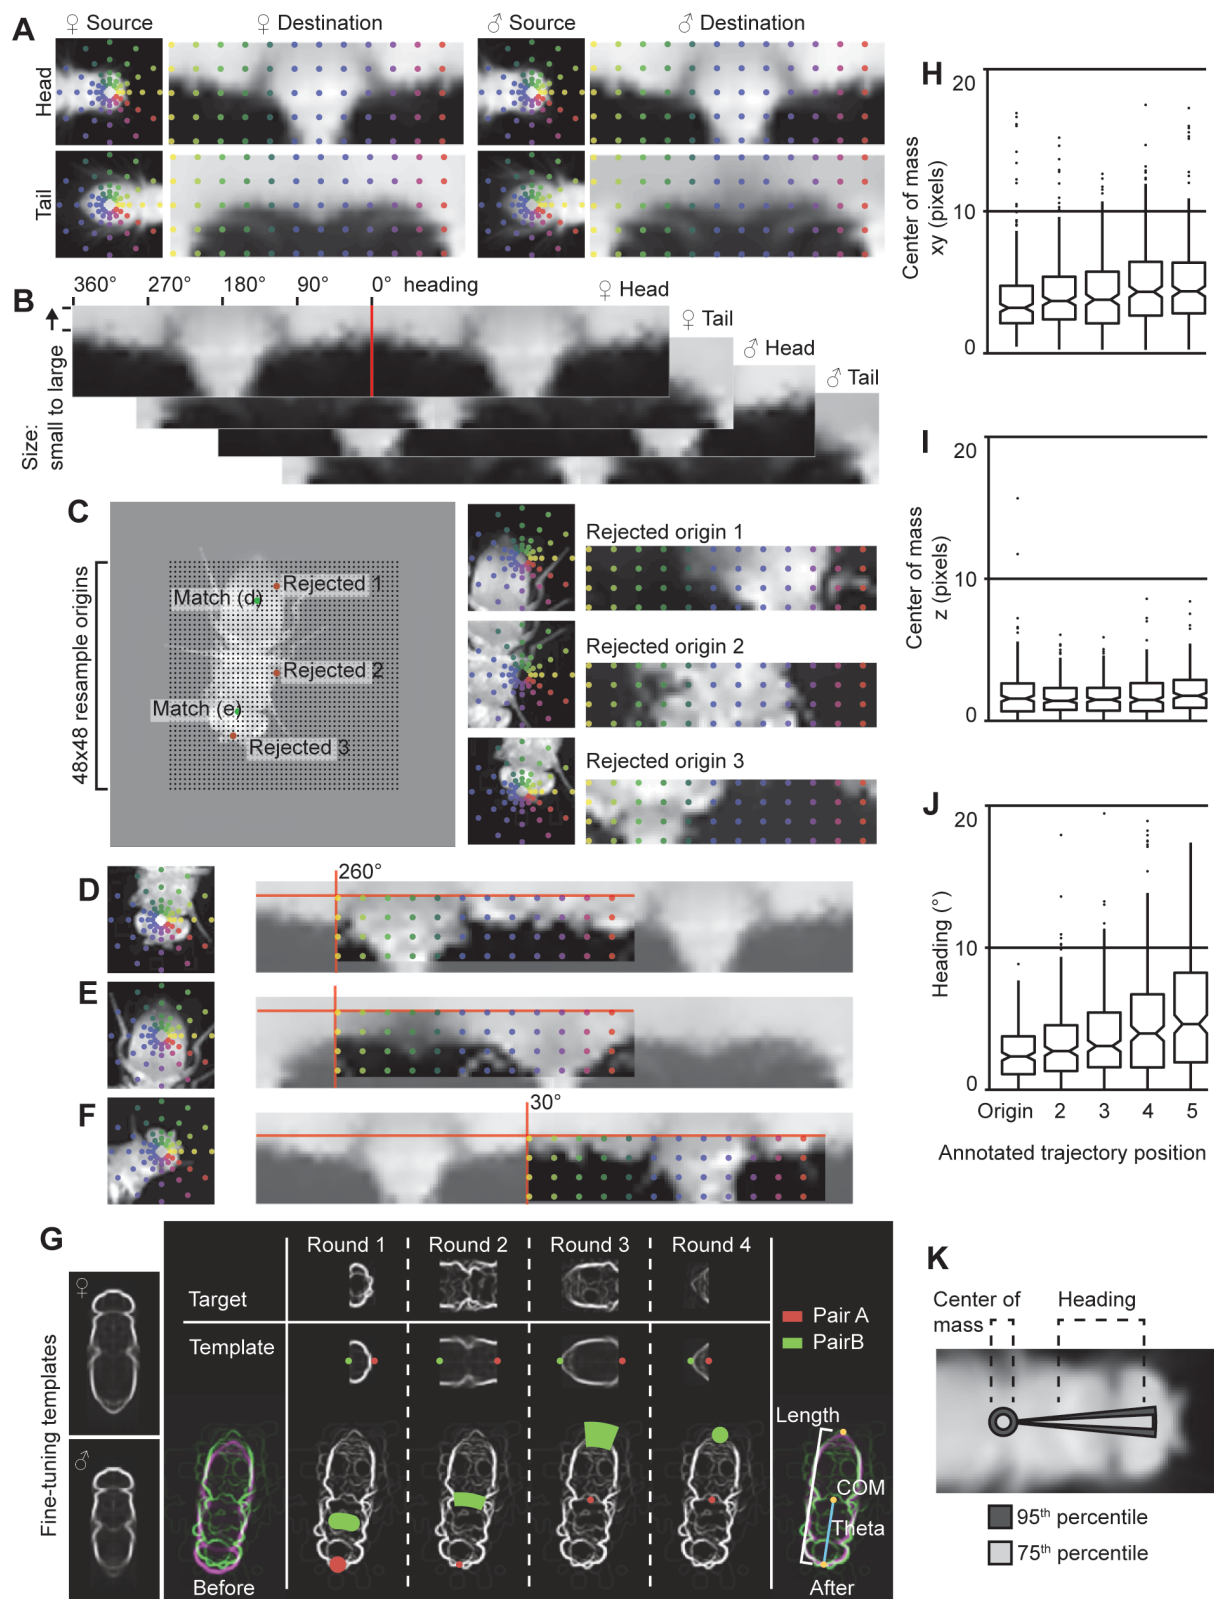 A
♀ Source
♀ Destination
♂ Source
♂ Destination
Head
Tail
B
360°
270°
180°
90°
0°
heading
♀ Head
♀ Tail
♂ Head
♂ Tail
Size:
small to large
C
48x48 resample origins
Rejected 1
Match (d)
Rejected 2
Match (e)
Rejected 3
Rejected origin 1
Rejected origin 2
Rejected origin 3
D
260°
E
F
30°
G
Fine-tuning templates
♀
♂
Round 1
Round 2
Round 3
Round 4
Target
Template
Pair A
PairB
Before
Length
COM
Theta
After
H
Center of mass
xy (pixels)
20
10
0
I
Center of mass
z (pixels)
20
10
0
J
Heading (°)
20
10
0
Origin 2 3 4 5
Annotated trajectory position
K
Center of
mass
Heading
95th percentile
75th percentile